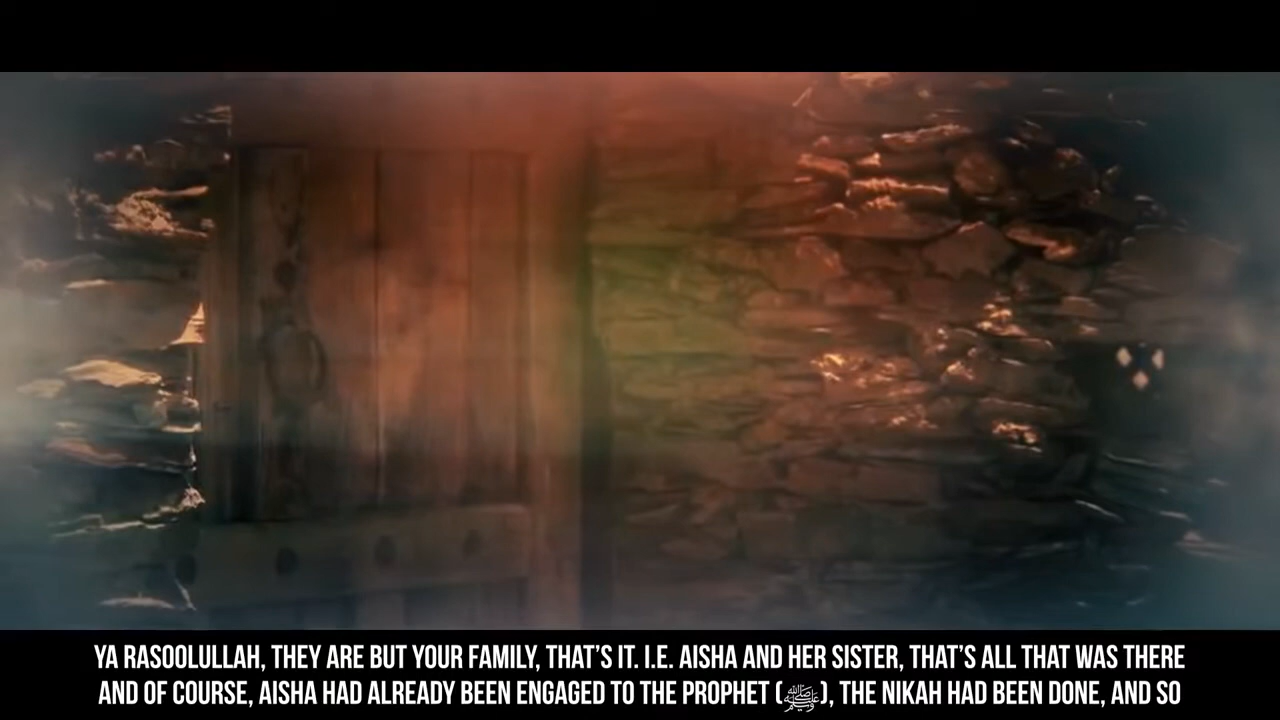 YA RASOOLULLAH, THEY ARE BUT YOUR FAMILY, THAT'S IT. I.E. AISHA AND HER SISTER, THAT'S ALL THAT WAS THERE
AND OF COURSE, AISHA HAD ALREADY BEEN ENGAGED TO THE PROPHET (ﷺ), THE NIKAH HAD BEEN DONE, AND SO